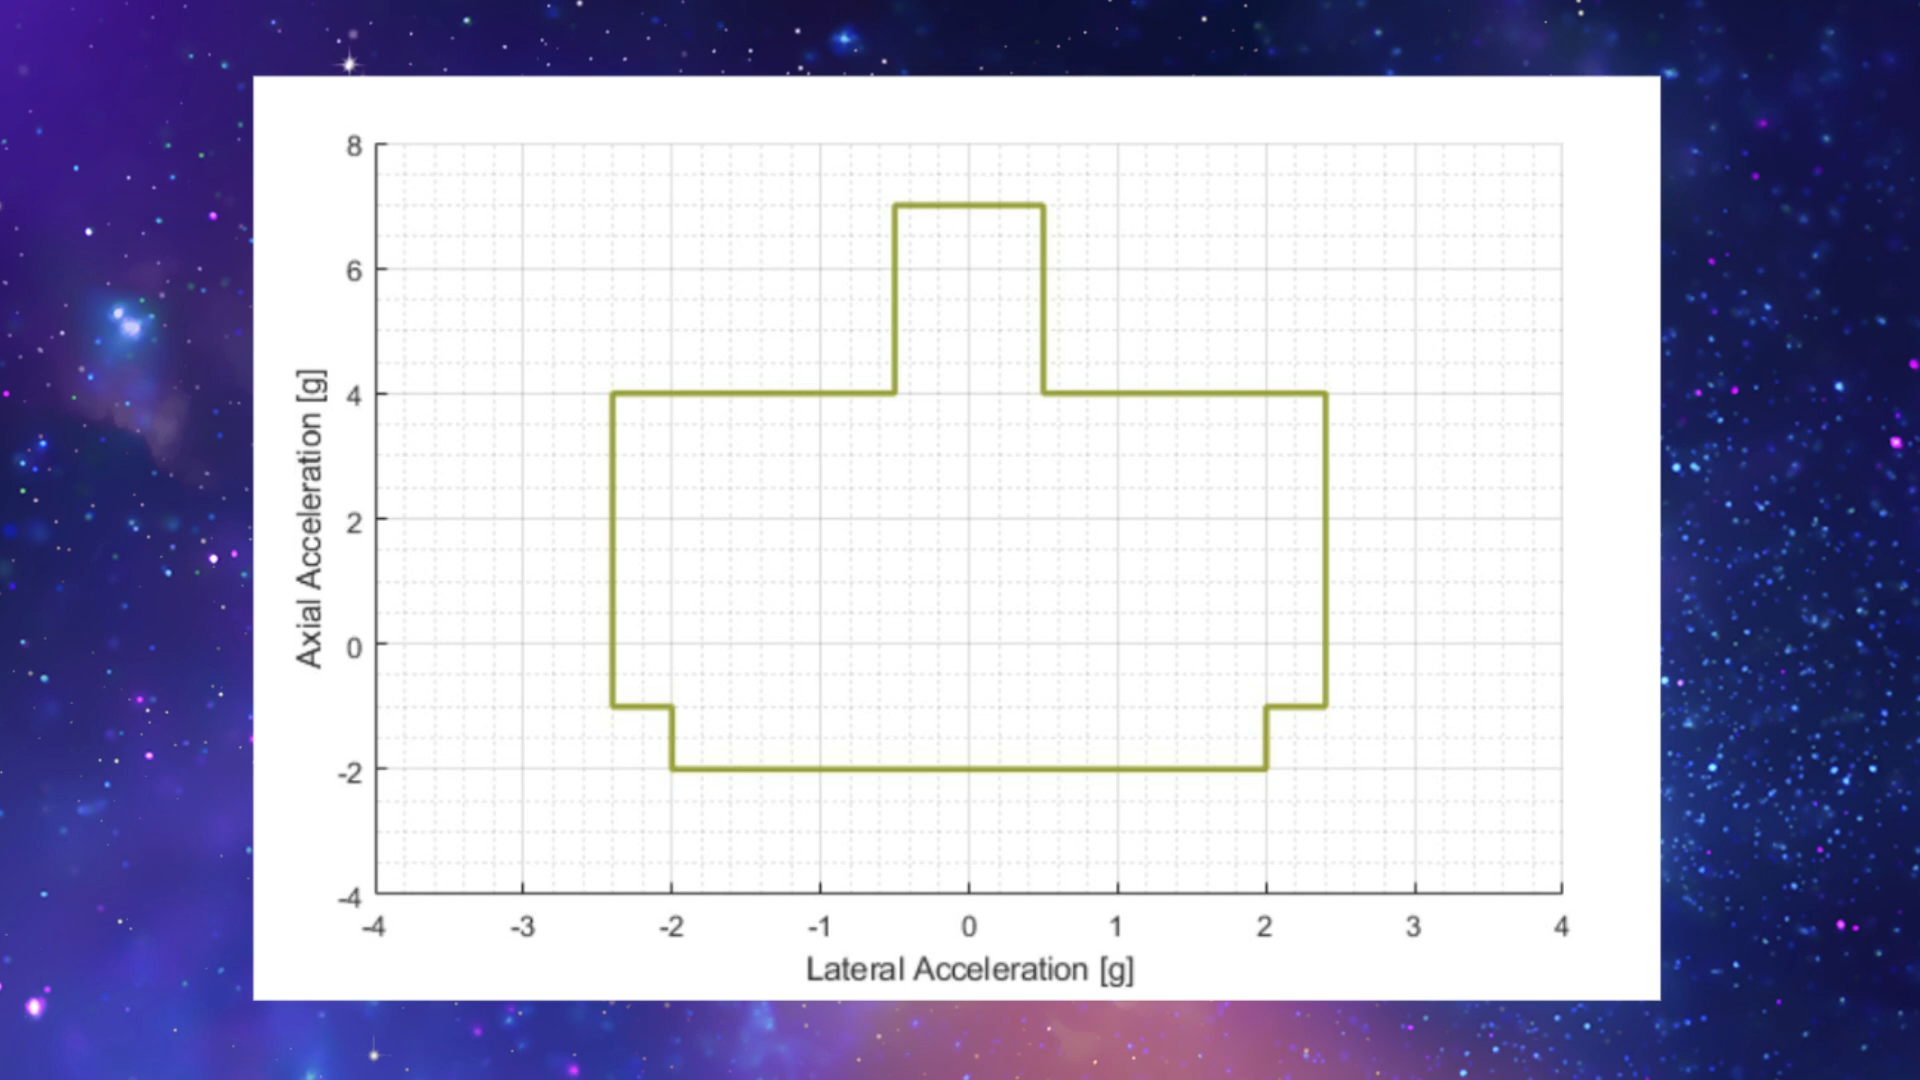 8
6
4
2
0
-2
-4
Axial Acceleration [g]
-4 -3 -2 -1 0 1 2 3 4
Lateral Acceleration [g]